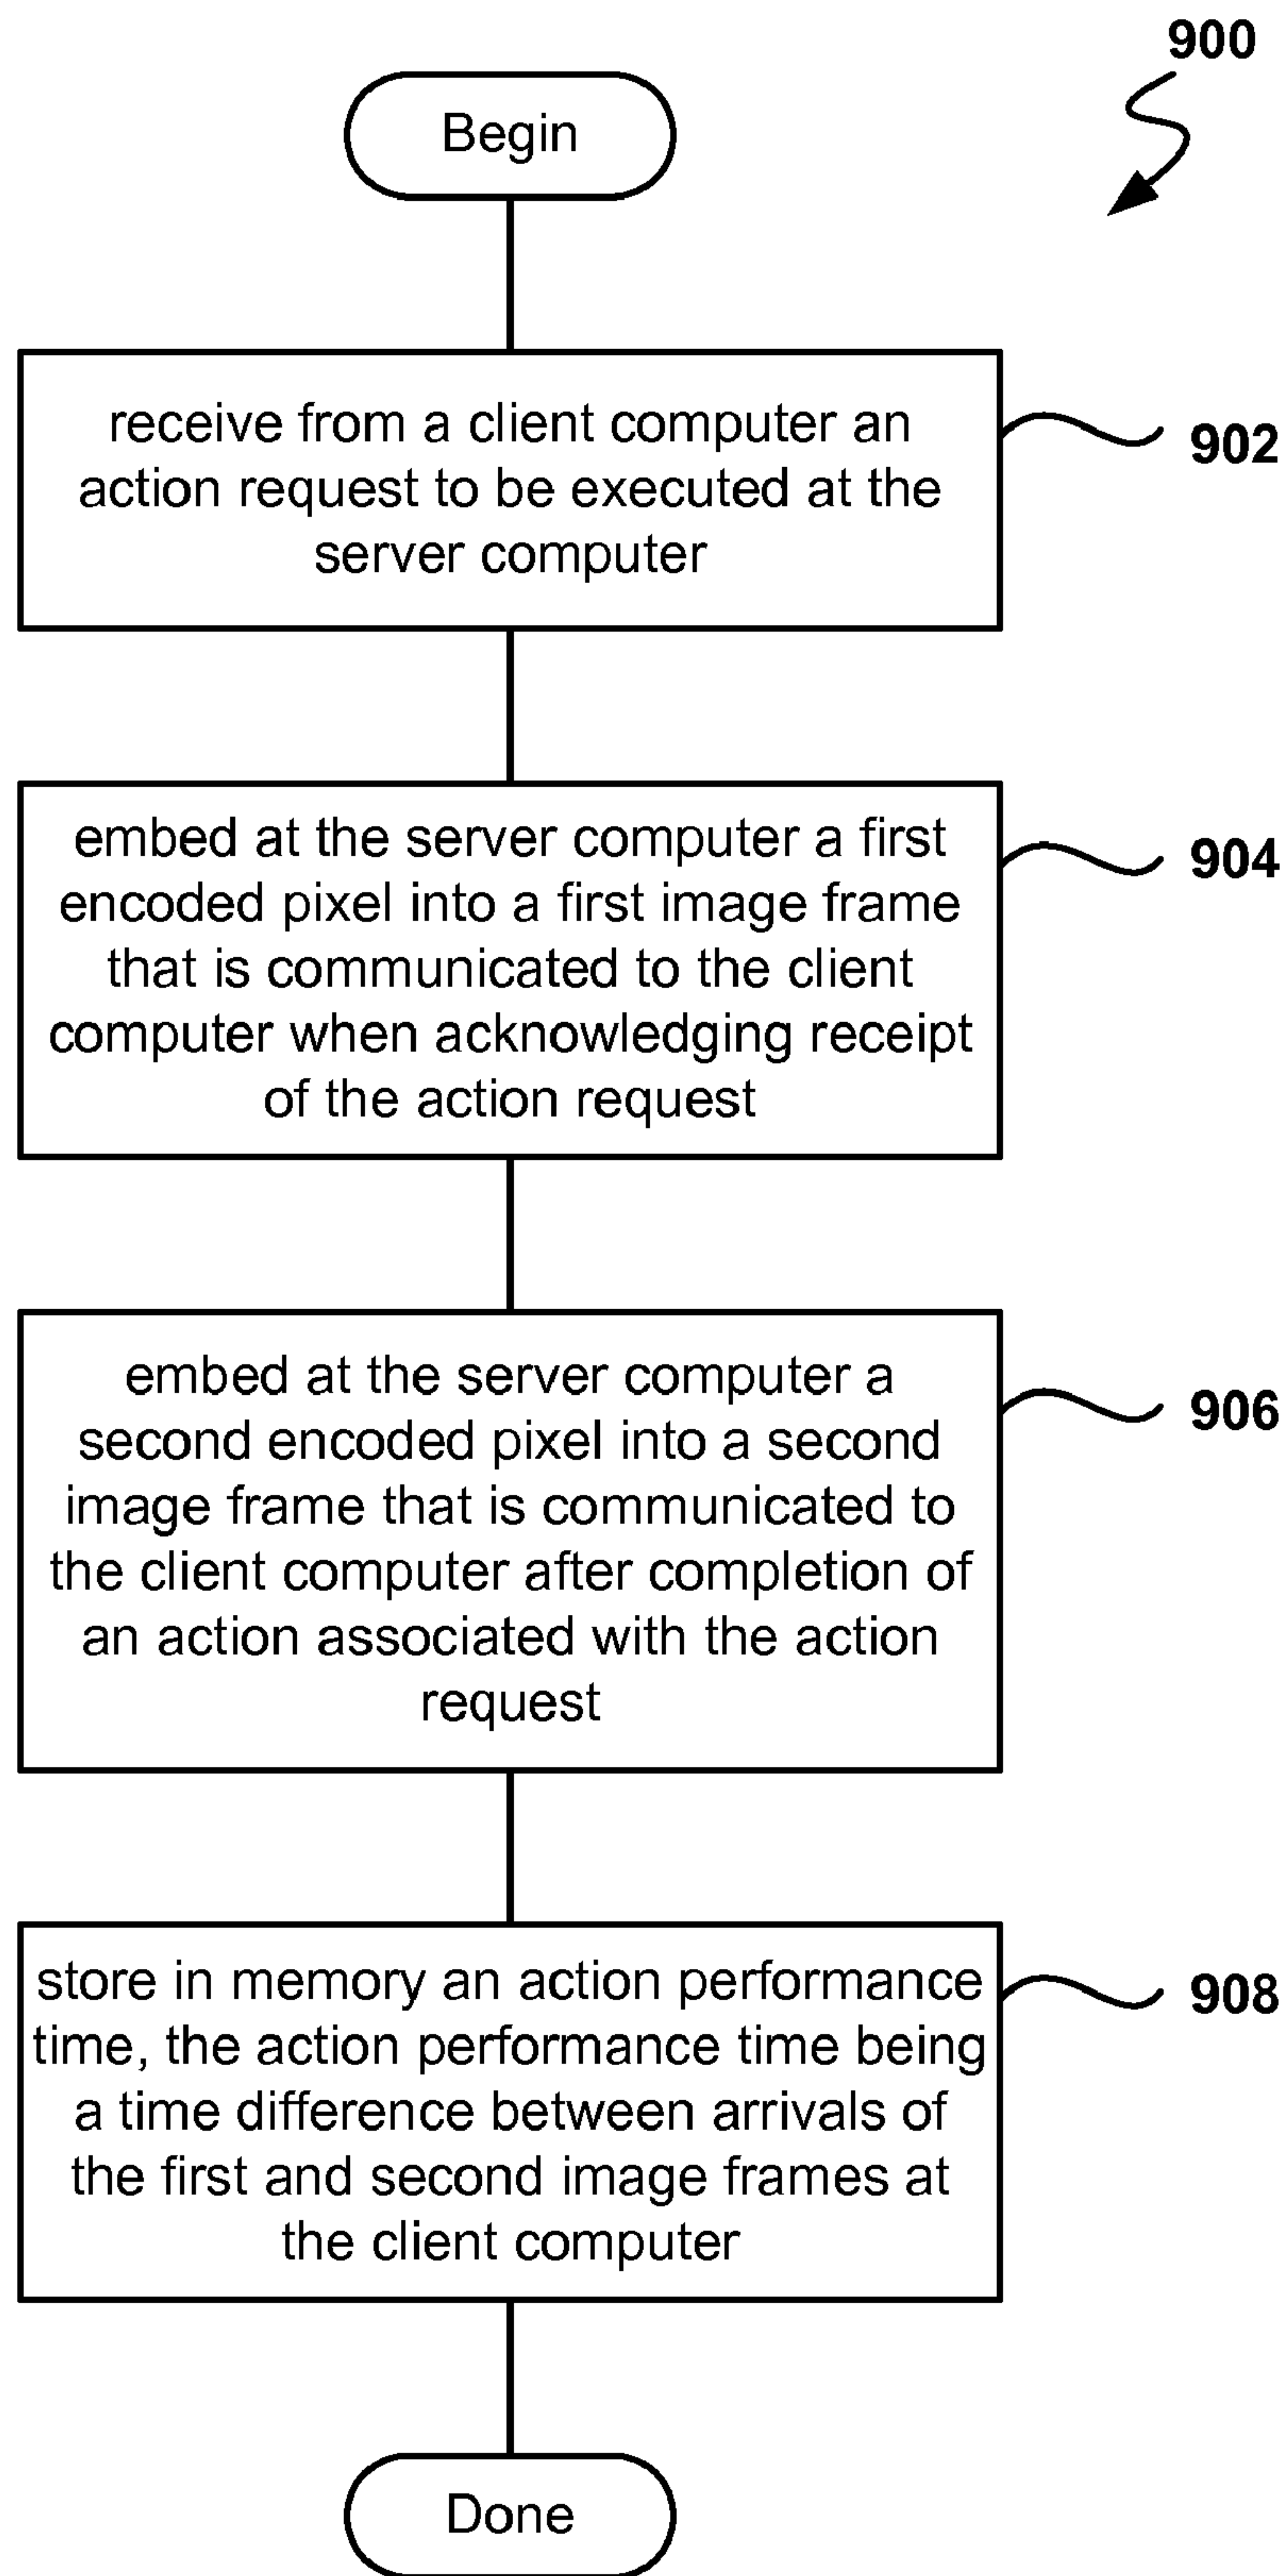 900
Begin
receive from a client computer an
action request to be executed at the
server computer
902
embed at the server computer a first
encoded pixel into a first image frame
that is communicated to the client
computer when acknowledging receipt
of the action request
904
embed at the server computer a
second encoded pixel into a second
image frame that is communicated to
the client computer after completion of
an action associated with the action
request
906
store in memory an action performance
time, the action performance time being
a time difference between arrivals of
the first and second image frames at
the client computer
908
Done